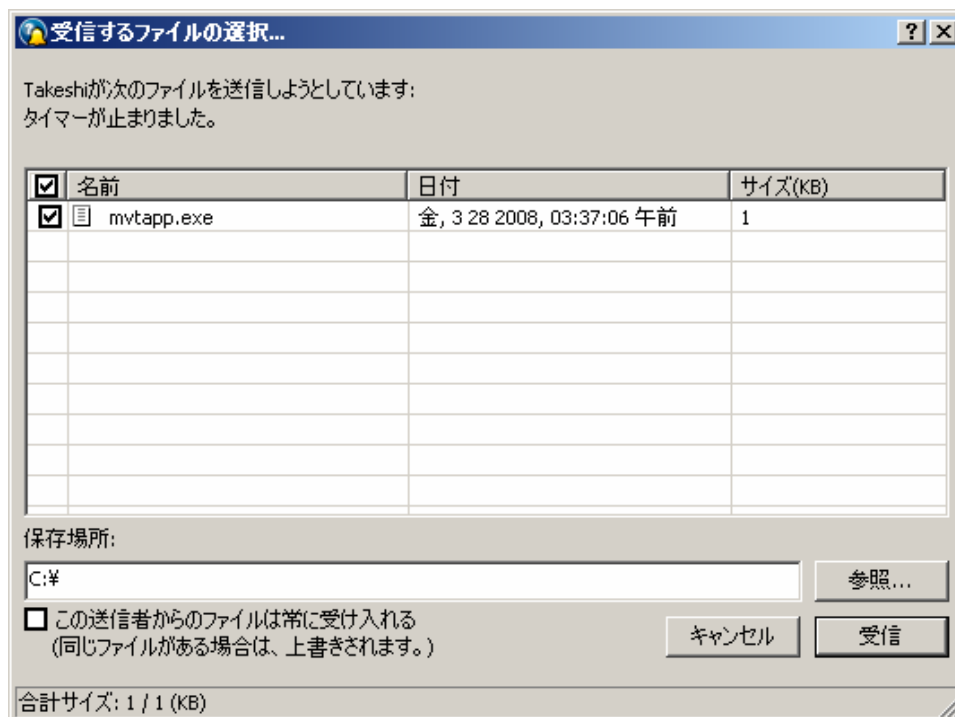 受信するファイルの選択...
Takeshiが次のファイルを送信しようとしています:
タイマーが止まりました。
名前 日付 サイズ(KB)
mvtapp.exe 金, 3 28 2008, 03:37:06 午前 1
保存場所:
C:¥ 参照...
この送信者からのファイルは常に受け入れる
(同じファイルがある場合は、上書きされます。)
キャンセル 受信
合計サイズ: 1 / 1 (KB)